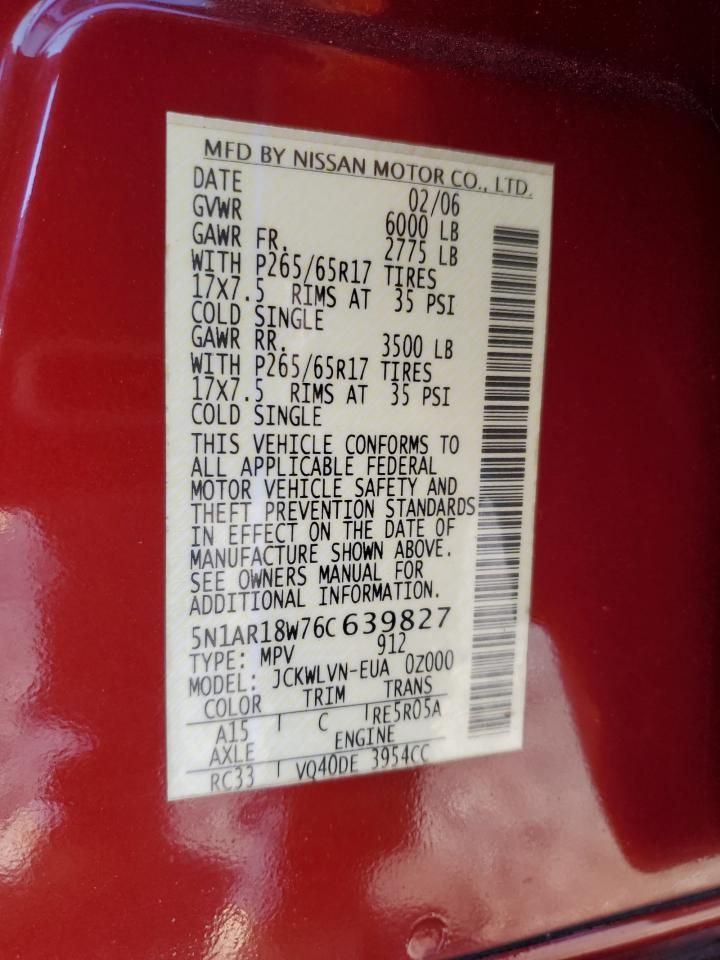 MFD BY NISSAN MOTOR CO., LTD.
DATE 02/06
GVWR 6000 LB
GAWR FR. 2775 LB
WITH P265/65R17 TIRES
17X7.5 RIMS AT 35 PSI
COLD SINGLE
GAWR RR. 3500 LB
WITH P265/65R17 TIRES
17X7.5 RIMS AT 35 PSI
COLD SINGLE
THIS VEHICLE CONFORMS TO
ALL APPLICABLE FEDERAL
MOTOR VEHICLE SAFETY AND
THEFT PREVENTION STANDARDS
IN EFFECT ON THE DATE OF
MANUFACTURE SHOWN ABOVE.
SEE OWNERS MANUAL FOR
ADDITIONAL INFORMATION.
5N1AR18W76C639827
TYPE: MPV 912
MODEL: JCKWLVN-EUA 0Z000
COLOR TRIM TRANS
A15 C RE5R05A
AXLE ENGINE
RC33 VQ40DE 3954CC